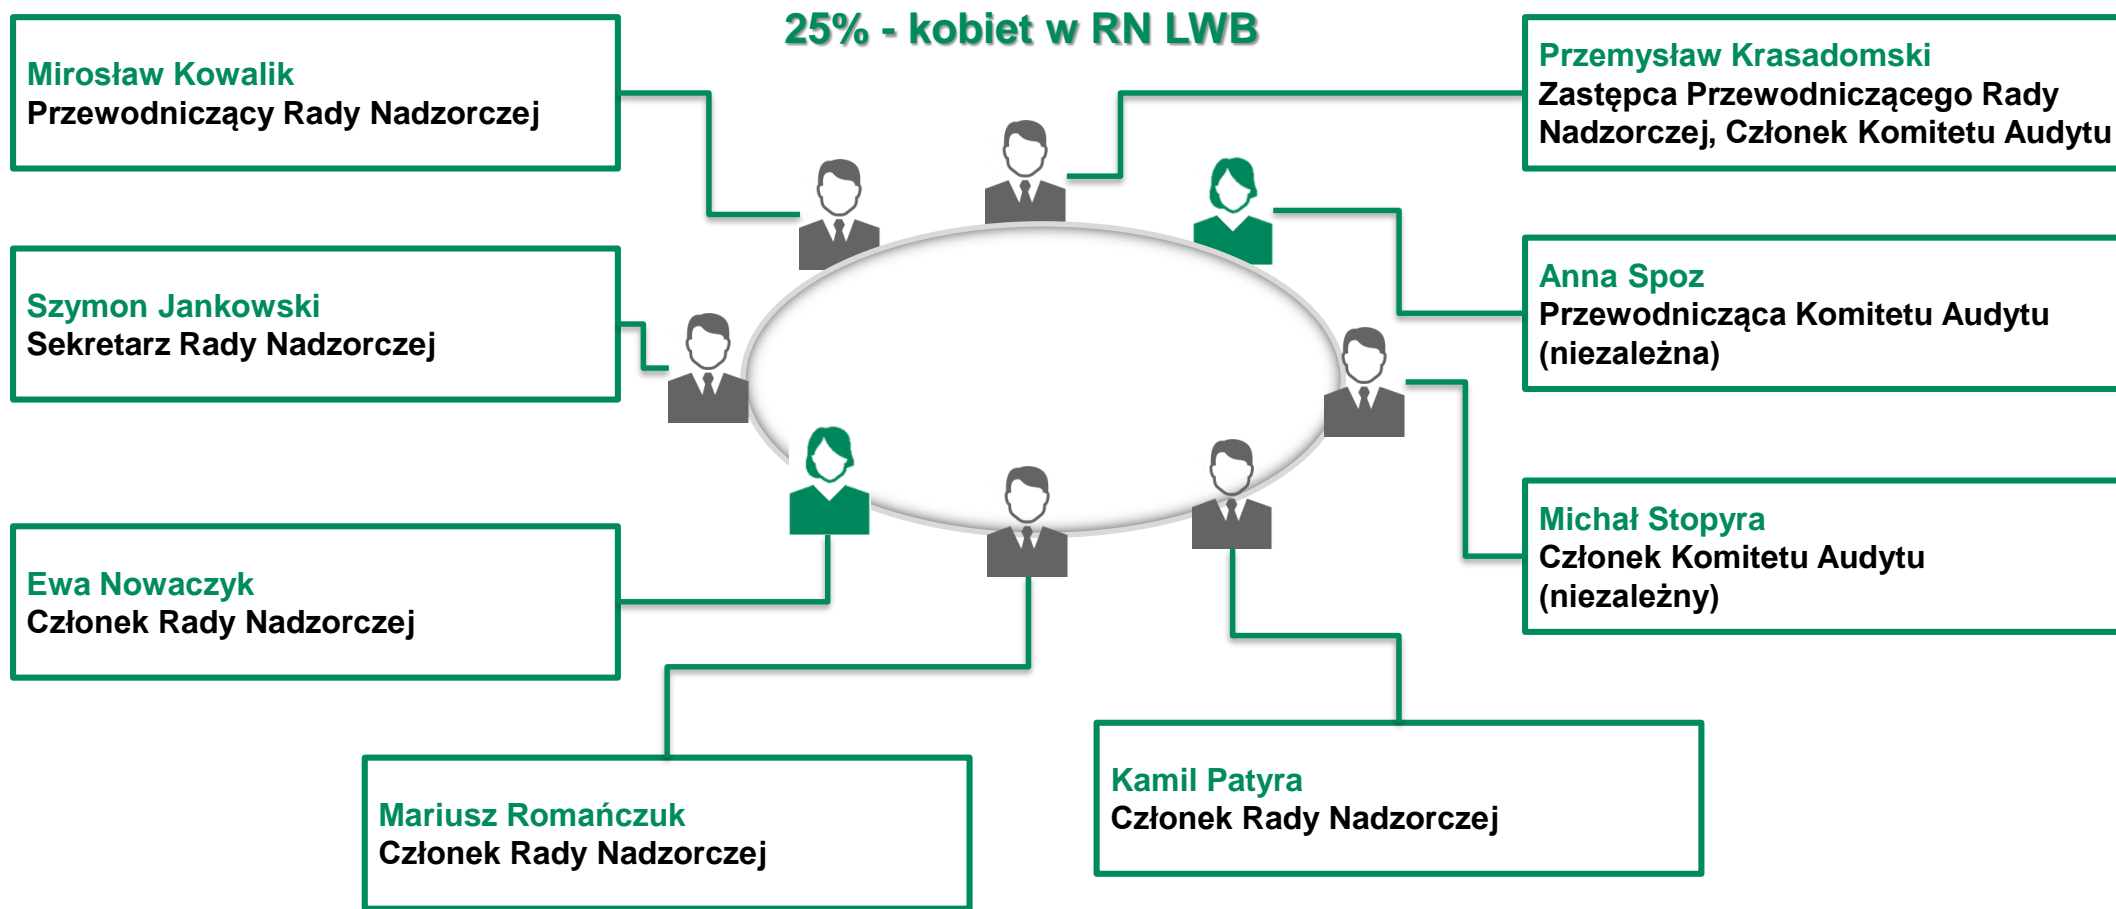 25% - kobiet w RN LWB
Mirosław Kowalik
Przewodniczący Rady Nadzorczej
Przemysław Krasadomski
Zastępca Przewodniczącego Rady
Nadzorczej, Członek Komitetu Audytu
Szymon Jankowski
Sekretarz Rady Nadzorczej
Anna Spoz
Przewodnicząca Komitetu Audytu
(niezależna)
Ewa Nowaczyk
Członek Rady Nadzorczej
Michał Stopyra
Członek Komitetu Audytu
(niezależny)
Mariusz Romańczuk
Członek Rady Nadzorczej
Kamil Patyra
Członek Rady Nadzorczej